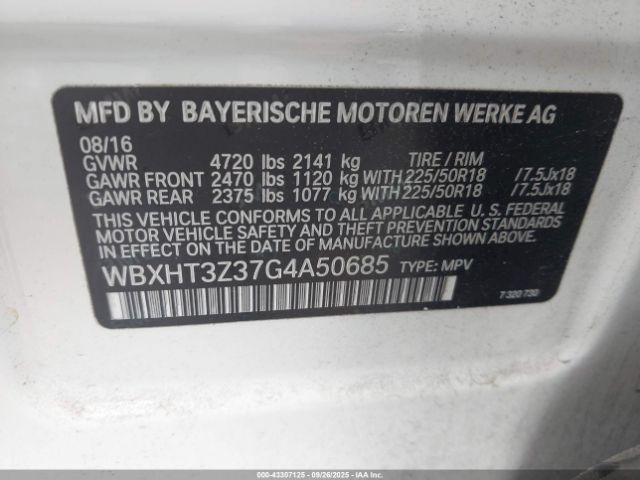 MFD BY BAYERISCHE MOTOREN WERKE AG
08/16
GVWR 4720 lbs 2141 kg TIRE / RIM
GAWR FRONT 2470 lbs 1120 kg WITH 225/50R18 /7.5Jx18
GAWR REAR 2375 lbs 1077 kg WITH 225/50R18 /7.5Jx18
THIS VEHICLE CONFORMS TO ALL APPLICABLE U. S. FEDERAL
MOTOR VEHICLE SAFETY AND THEFT PREVENTION STANDARDS
IN EFFECT ON THE DATE OF MANUFACTURE SHOWN ABOVE.
WBXHT3Z37G4A50685 TYPE: MPV
7 320 730
000-43307125 - 09/26/2025 - IAAI.COM